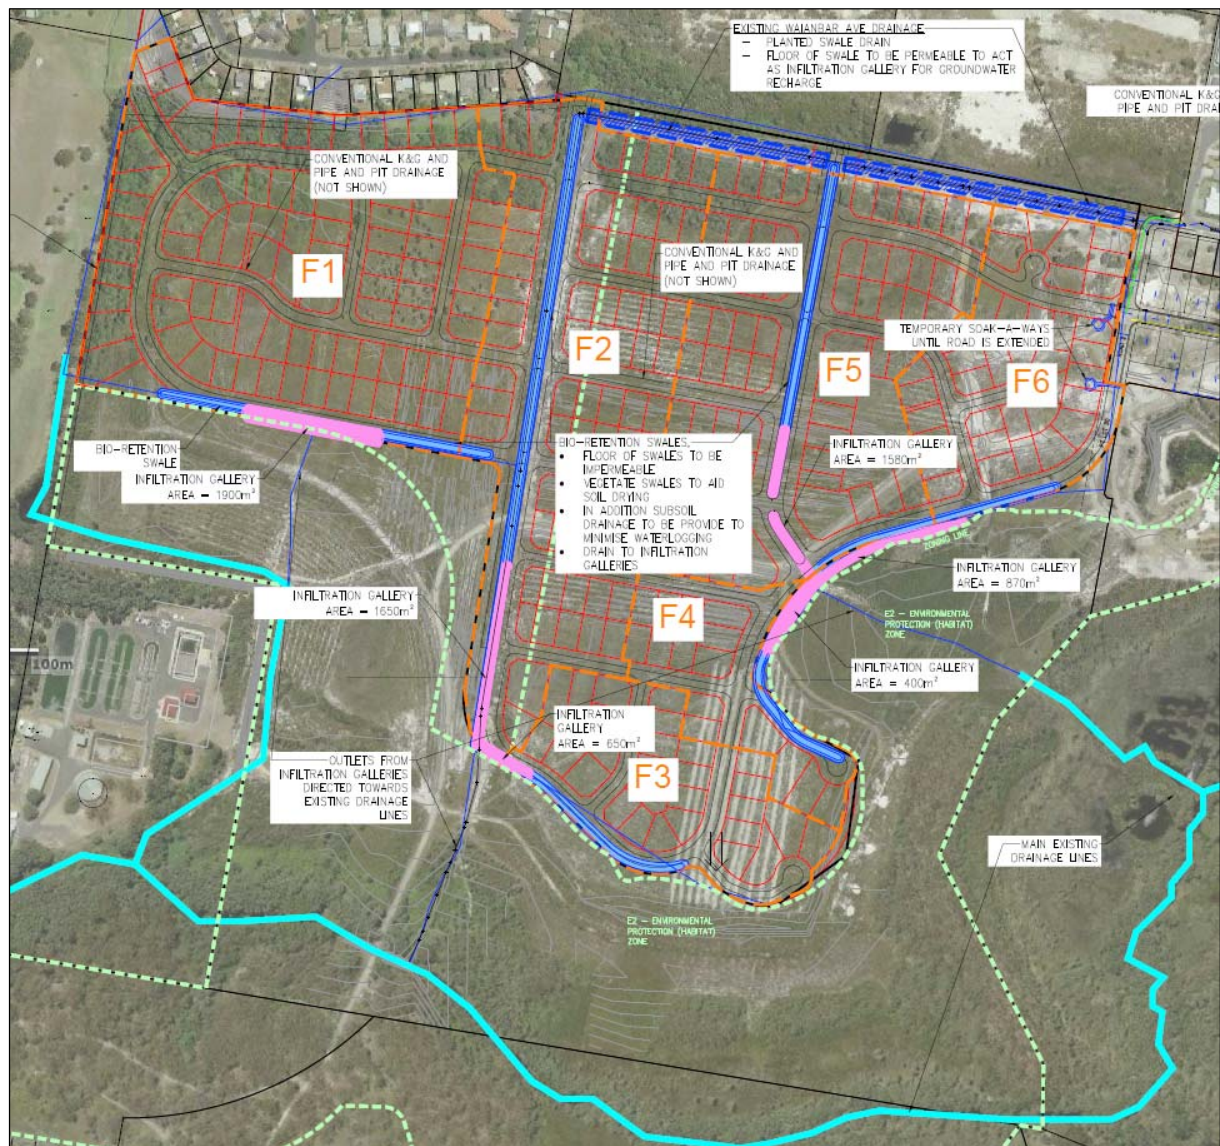 EXISTING WAIANBAR AVE DRAINAGE
– PLANTED SWALE DRAIN
– FLOOR OF SWALE TO BE PERMEABLE TO ACT
AS INFILTRATION GALLERY FOR GROUNDWATER
RECHARGE
CONVENTIONAL K&G
PIPE AND PIT DRAI
CONVENTIONAL K&G AND
PIPE AND PIT DRAINAGE
(NOT SHOWN)
CONVENTIONAL K&G AND
PIPE AND PIT DRAINAGE
(NOT SHOWN)
F1
F2
TEMPORARY SOAK-A-WAYS
UNTIL ROAD IS EXTENDED
F5
F6
BIO-RETENTION
SWALE
INFILTRATION GALLERY
AREA = 1900m²
BIO-RETENTION SWALES,
• FLOOR OF SWALES TO BE
IMPERMEABLE
• VEGETATE SWALES TO AID
SOIL DRYING
• IN ADDITION SUBSOIL
DRAINAGE TO BE PROVIDE TO
MINIMISE WATERLOGGING
• DRAIN TO INFILTRATION
GALLERIES
INFILTRATION GALLERY
AREA = 1580m²
ZONING LINE
INFILTRATION GALLERY
AREA = 870m²
INFILTRATION GALLERY
AREA = 1650m²
F4
E2 – ENVIRONMENTAL
PROTECTION (HABITAT)
ZONE
100m
INFILTRATION GALLERY
AREA = 400m²
INFILTRATION
GALLERY
AREA = 650m²
OUTLETS FROM
INFILTRATION GALLERIES
DIRECTED TOWARDS
EXISTING DRAINAGE
LINES
F3
MAIN EXISTING
DRAINAGE LINES
E2 – ENVIRONMENTAL
PROTECTION (HABITAT)
ZONE